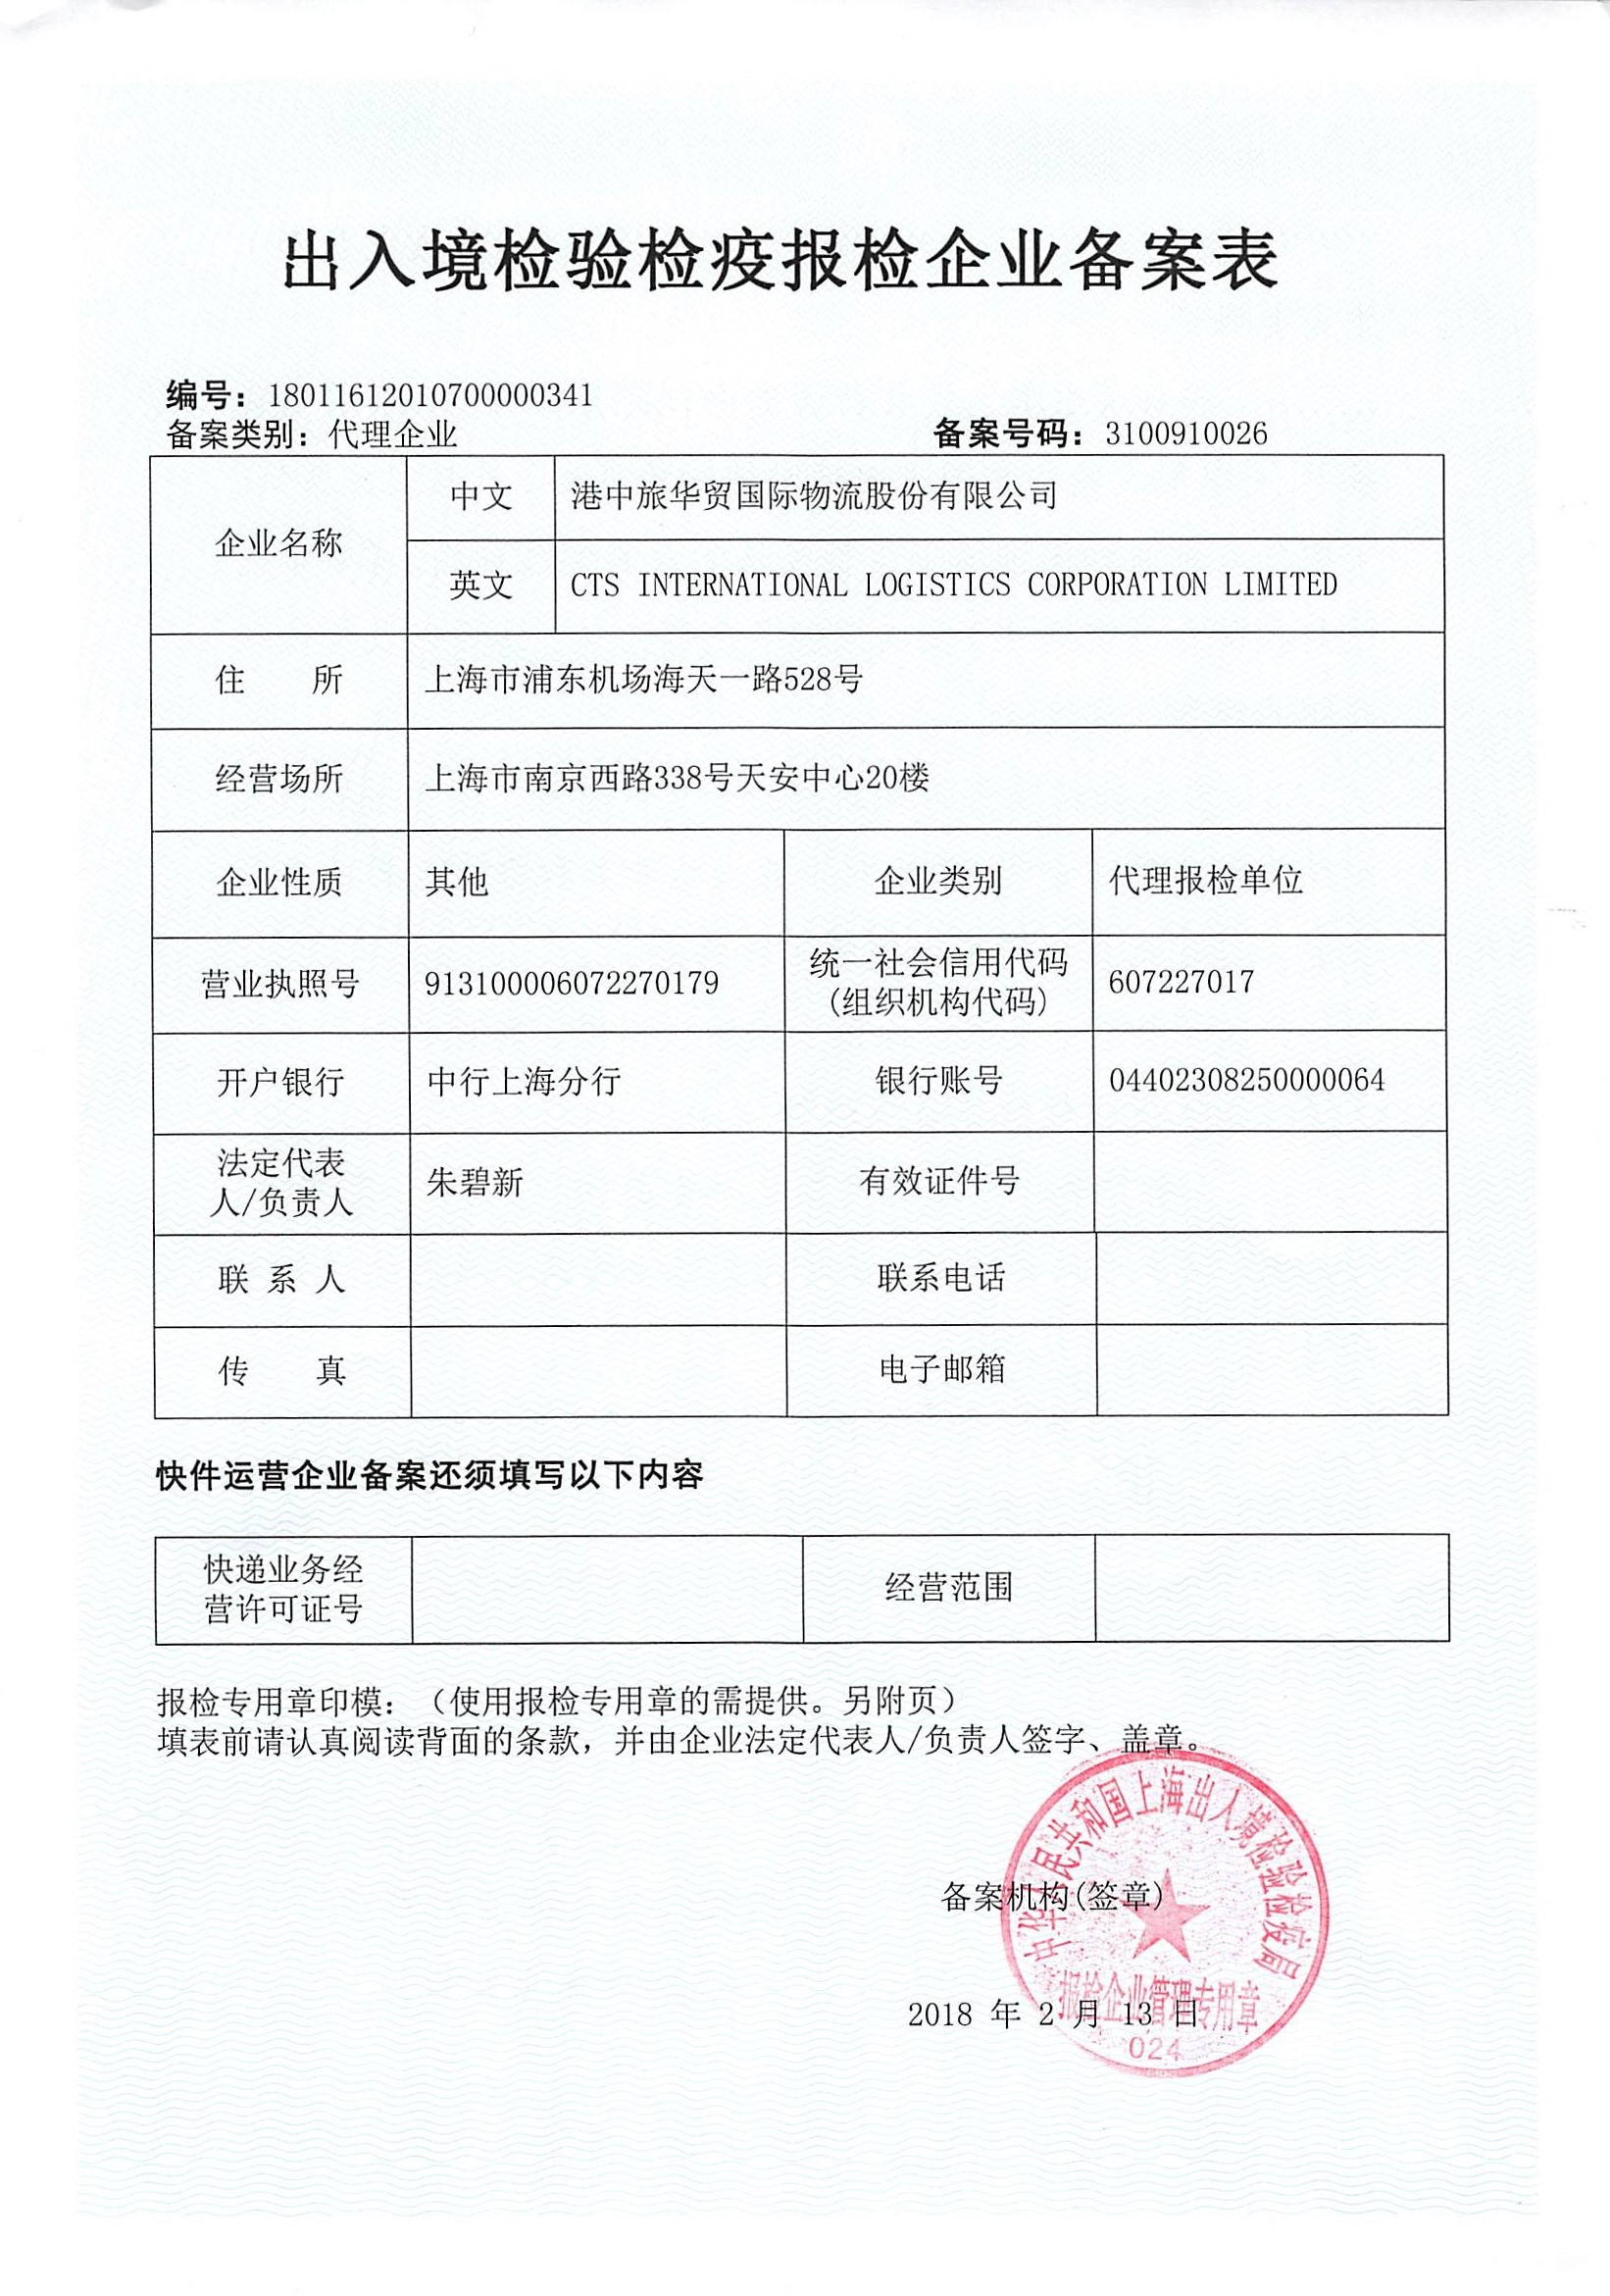 出入境检验检疫报检企业备案表
编号：18011612010700000341
备案类别：代理企业
备案号码：3100910026
企业名称
中文
港中旅华贸国际物流股份有限公司
英文
CTS INTERNATIONAL LOGISTICS CORPORATION LIMITED
住 所
上海市浦东机场海天一路528号
经营场所
上海市南京西路338号天安中心20楼
企业性质
其他
企业类别
代理报检单位
营业执照号
913100006072270179
统一社会信用代码
(组织机构代码)
607227017
开户银行
中行上海分行
银行账号
04402308250000064
法定代表
人/负责人
朱碧新
有效证件号
联 系 人
联系电话
传 真
电子邮箱
快件运营企业备案还须填写以下内容
快递业务经
营许可证号
经营范围
报检专用章印模：（使用报检专用章的需提供。另附页）
填表前请认真阅读背面的条款，并由企业法定代表人/负责人签字、盖章。
中华人民共和国上海出入境检验检疫局
备案机构(签章)
报检企业管理专用章
2018 年 2 月 13 日
024